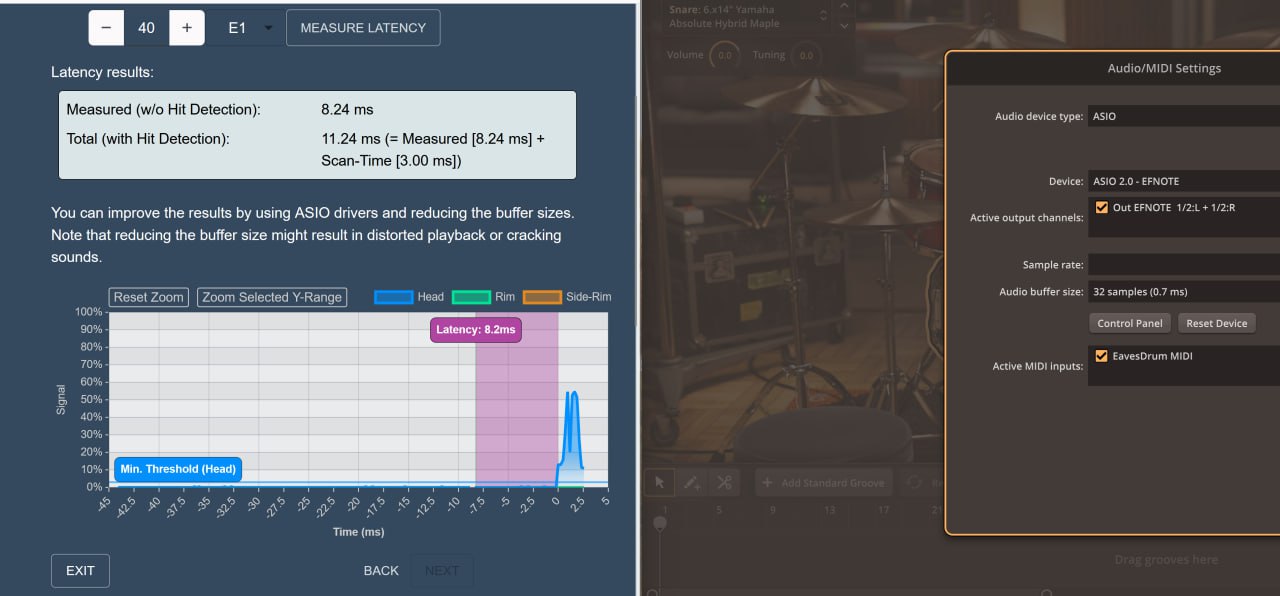 − 40 + E1 MEASURE LATENCY
Latency results:
Measured (w/o Hit Detection): 8.24 ms
Total (with Hit Detection): 11.24 ms (= Measured [8.24 ms] +
Scan-Time [3.00 ms])
You can improve the results by using ASIO drivers and reducing the buffer sizes.
Note that reducing the buffer size might result in distorted playback or cracking
sounds.
Reset Zoom Zoom Selected Y-Range Head Rim Side-Rim
100%
90%
80%
70%
60%
50%
40%
30%
20%
10%
0%
Signal
Latency: 8.2ms
Min. Threshold (Head)
-45 -42.5 -40 -37.5 -35 -32.5 -30 -27.5 -25 -22.5 -20 -17.5 -15 -12.5 -10 -7.5 -5 -2.5 0 2.5 5
Time (ms)
EXIT BACK NEXT
Snare: 6.x14" Yamaha
Absolute Hybrid Maple
Volume 0.0 Tuning 0.0
Audio/MIDI Settings
Audio device type: ASIO
Device: ASIO 2.0 - EFNOTE
Active output channels: Out EFNOTE 1/2:L + 1/2:R
Sample rate:
Audio buffer size: 32 samples (0.7 ms)
Control Panel Reset Device
Active MIDI inputs: EavesDrum MIDI
+ Add Standard Groove
1 5 9 13 17 21
Drag grooves here